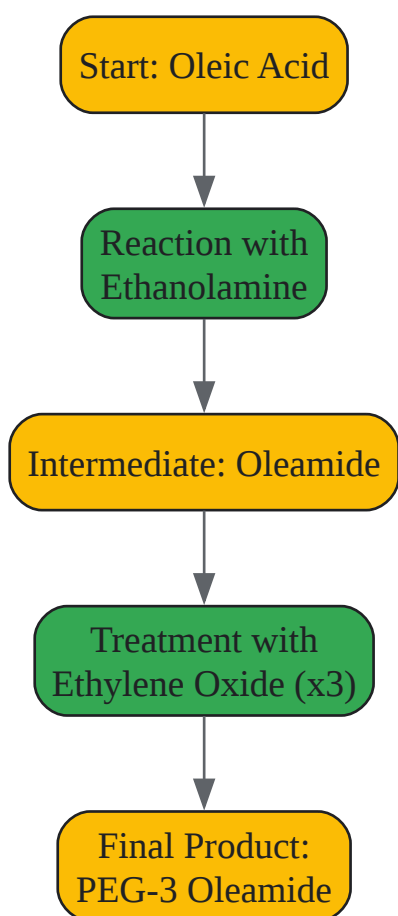 Start: Oleic Acid
Reaction with
Ethanolamine
Intermediate: Oleamide
Treatment with
Ethylene Oxide (x3)
Final Product:
PEG-3 Oleamide